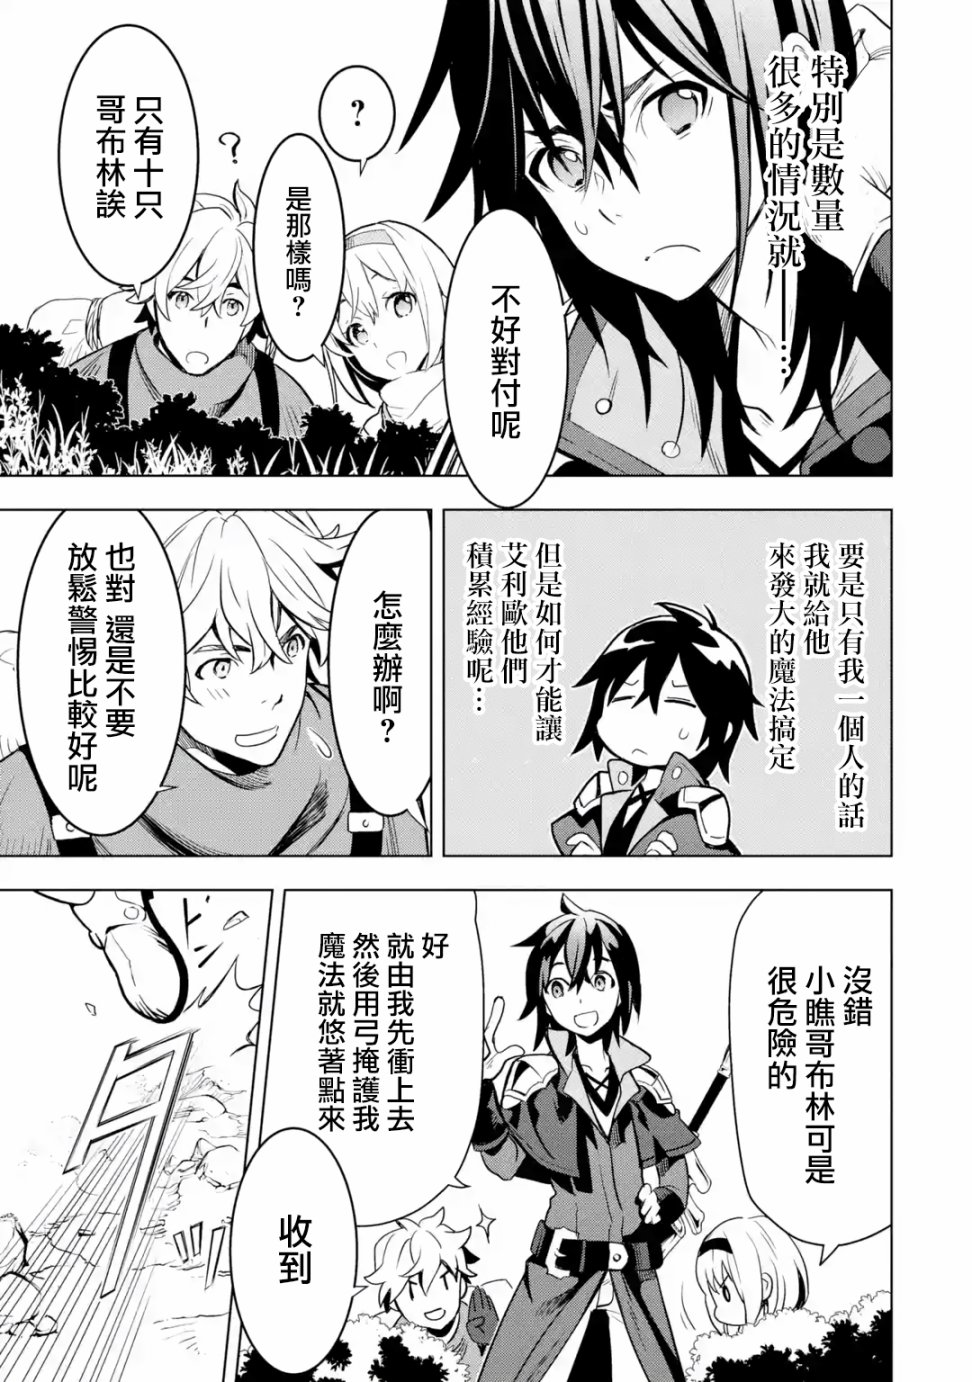 特別是數量
很多的情況就——…
不好對付呢
？
是那樣嗎？
？
只有十只
哥布林誒
要是只有我一個人的話
我就給他
來發大的魔法搞定
但是如何才能讓
艾利歐他們
積累經驗呢…
怎麼辦啊？
也對 還是不要
放鬆警惕比較好呢
沒錯
小瞧哥布林可是
很危險的
好
就由我先衝上去
然後用弓掩護我
魔法就悠著點來
收到